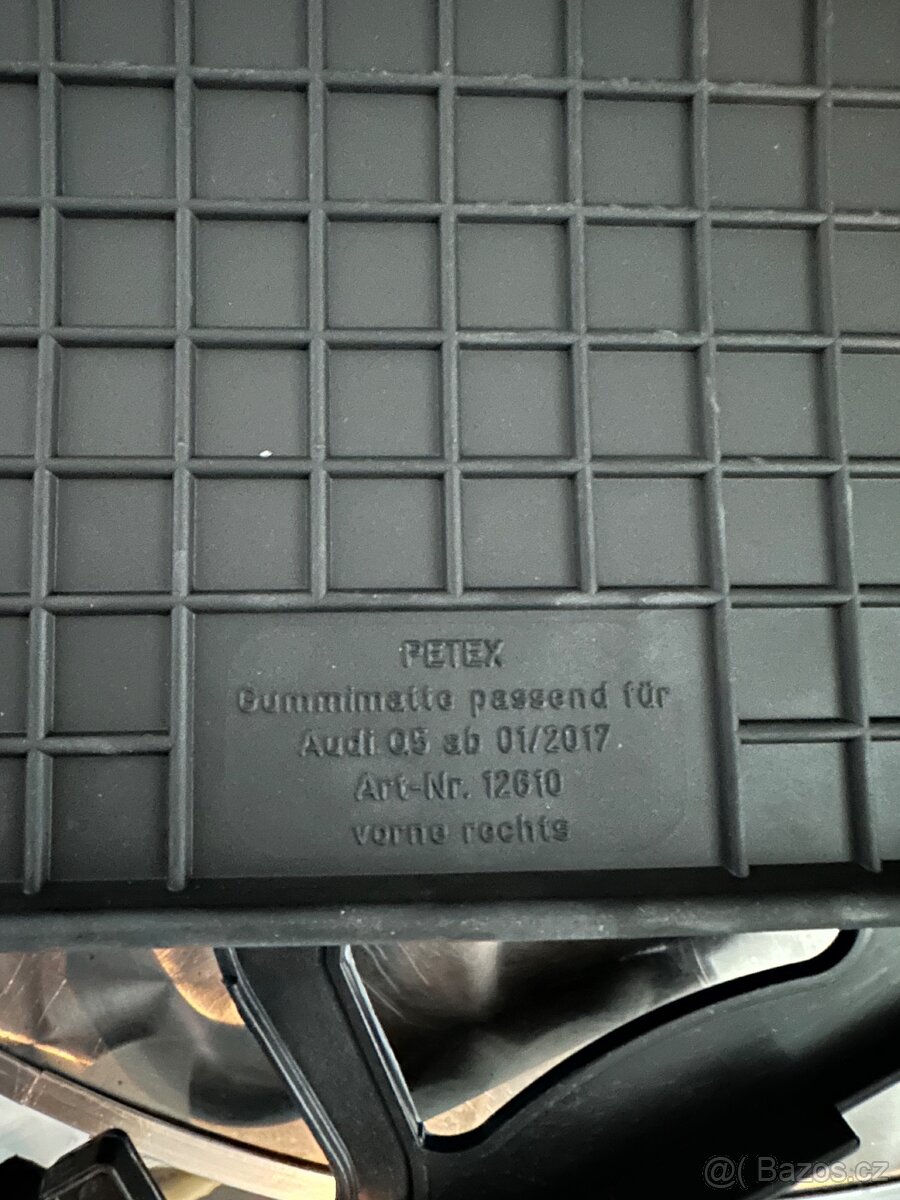 PETEX
Gummimatte passend für
Audi Q5 ab 01/2017
Art-Nr. 12610
vorne rechts
@( Bazos.cz